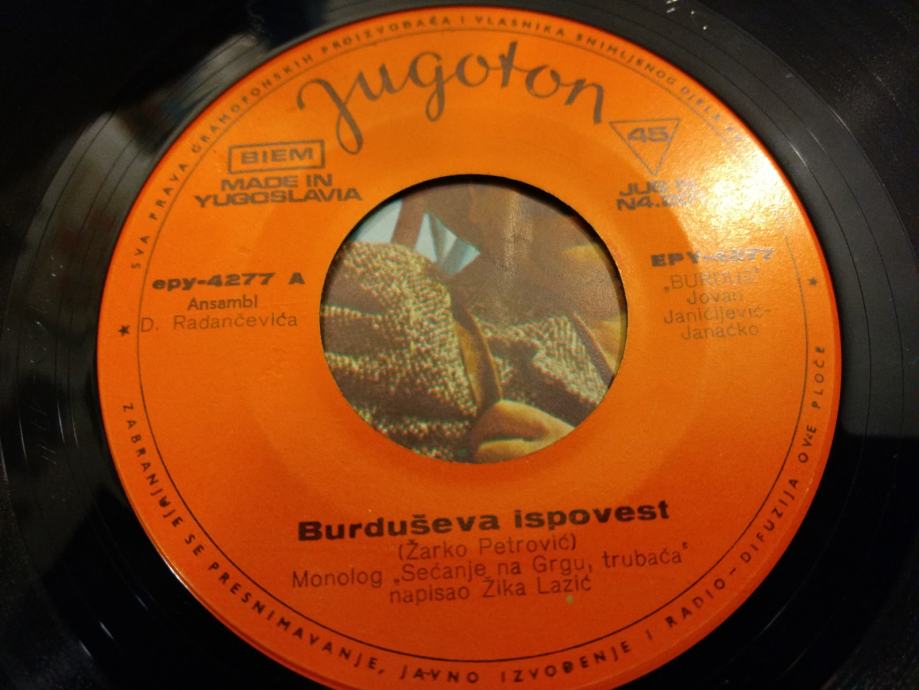 SVA PRAVA GRAMOFONSKIH PROIZVOĐAČA I VLASNIKA SNIMLJENOG DJELA
jugoton
BIEM
MADE IN
YUGOSLAVIA
45
epy-4277 A
Ansambl
D. Radančevića
EPY-4277
„BURDUŠ"
Jovan
Janićijević-
Janaćko
Burduševa ispovest
(Žarko Petrović)
Monolog „Sećanje na Grgu, trubača"
napisao Žika Lazić
ZABRANJUJE SE PRESNIMAVANJE, JAVNO IZVOĐENJE I RADIO-DIFUZIJA OVE PLOČE